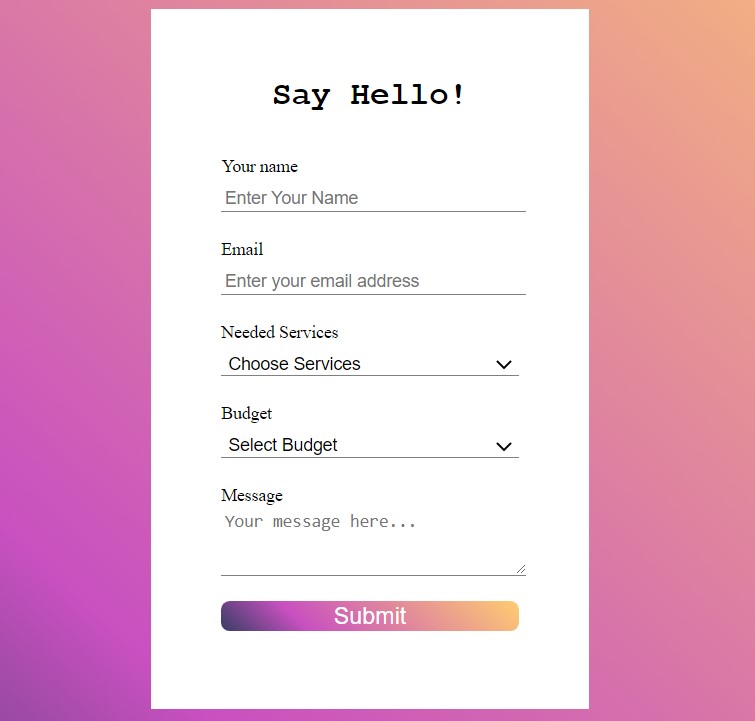 Say Hello!
Your name
Enter Your Name
Email
Enter your email address
Needed Services
Choose Services
Budget
Select Budget
Message
Your message here...
Submit